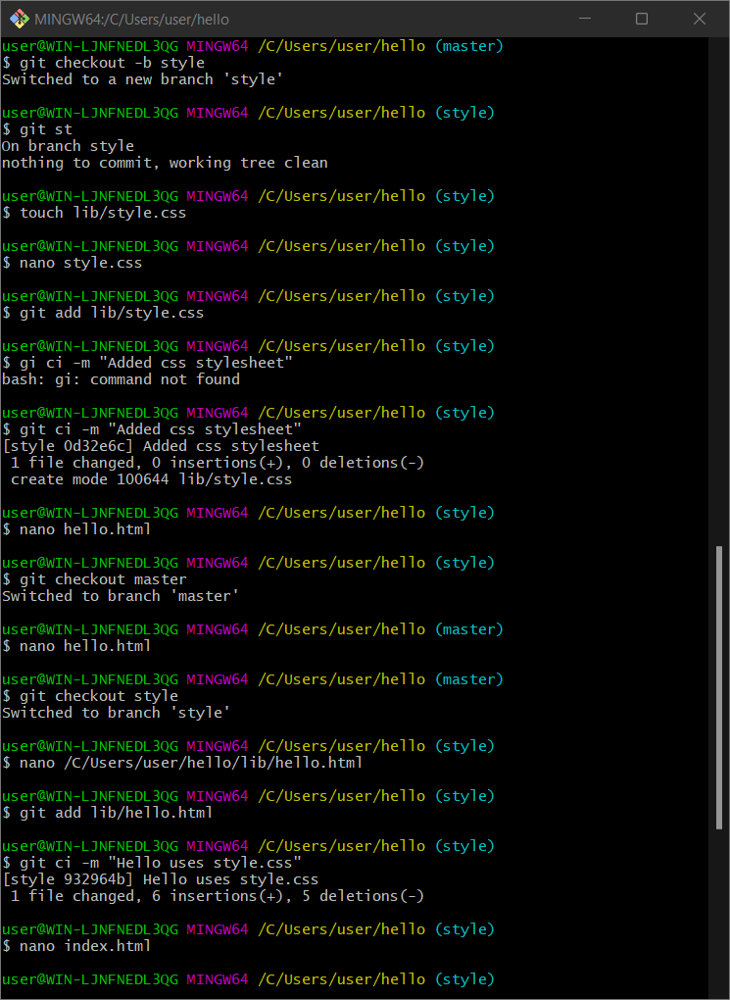 MINGW64:/C/Users/user/hello
user@WIN-LJNFNEDL3QG MINGW64 /C/Users/user/hello (master)
$ git checkout -b style
Switched to a new branch 'style'
user@WIN-LJNFNEDL3QG MINGW64 /C/Users/user/hello (style)
$ git st
On branch style
nothing to commit, working tree clean
user@WIN-LJNFNEDL3QG MINGW64 /C/Users/user/hello (style)
$ touch lib/style.css
user@WIN-LJNFNEDL3QG MINGW64 /C/Users/user/hello (style)
$ nano style.css
user@WIN-LJNFNEDL3QG MINGW64 /C/Users/user/hello (style)
$ git add lib/style.css
user@WIN-LJNFNEDL3QG MINGW64 /C/Users/user/hello (style)
$ gi ci -m "Added css stylesheet"
bash: gi: command not found
user@WIN-LJNFNEDL3QG MINGW64 /C/Users/user/hello (style)
$ git ci -m "Added css stylesheet"
[style 0d32e6c] Added css stylesheet
 1 file changed, 0 insertions(+), 0 deletions(-)
 create mode 100644 lib/style.css
user@WIN-LJNFNEDL3QG MINGW64 /C/Users/user/hello (style)
$ nano hello.html
user@WIN-LJNFNEDL3QG MINGW64 /C/Users/user/hello (style)
$ git checkout master
Switched to branch 'master'
user@WIN-LJNFNEDL3QG MINGW64 /C/Users/user/hello (master)
$ nano hello.html
user@WIN-LJNFNEDL3QG MINGW64 /C/Users/user/hello (master)
$ git checkout style
Switched to branch 'style'
user@WIN-LJNFNEDL3QG MINGW64 /C/Users/user/hello (style)
$ nano /C/Users/user/hello/lib/hello.html
user@WIN-LJNFNEDL3QG MINGW64 /C/Users/user/hello (style)
$ git add lib/hello.html
user@WIN-LJNFNEDL3QG MINGW64 /C/Users/user/hello (style)
$ git ci -m "Hello uses style.css"
[style 932964b] Hello uses style.css
 1 file changed, 6 insertions(+), 5 deletions(-)
user@WIN-LJNFNEDL3QG MINGW64 /C/Users/user/hello (style)
$ nano index.html
user@WIN-LJNFNEDL3QG MINGW64 /C/Users/user/hello (style)